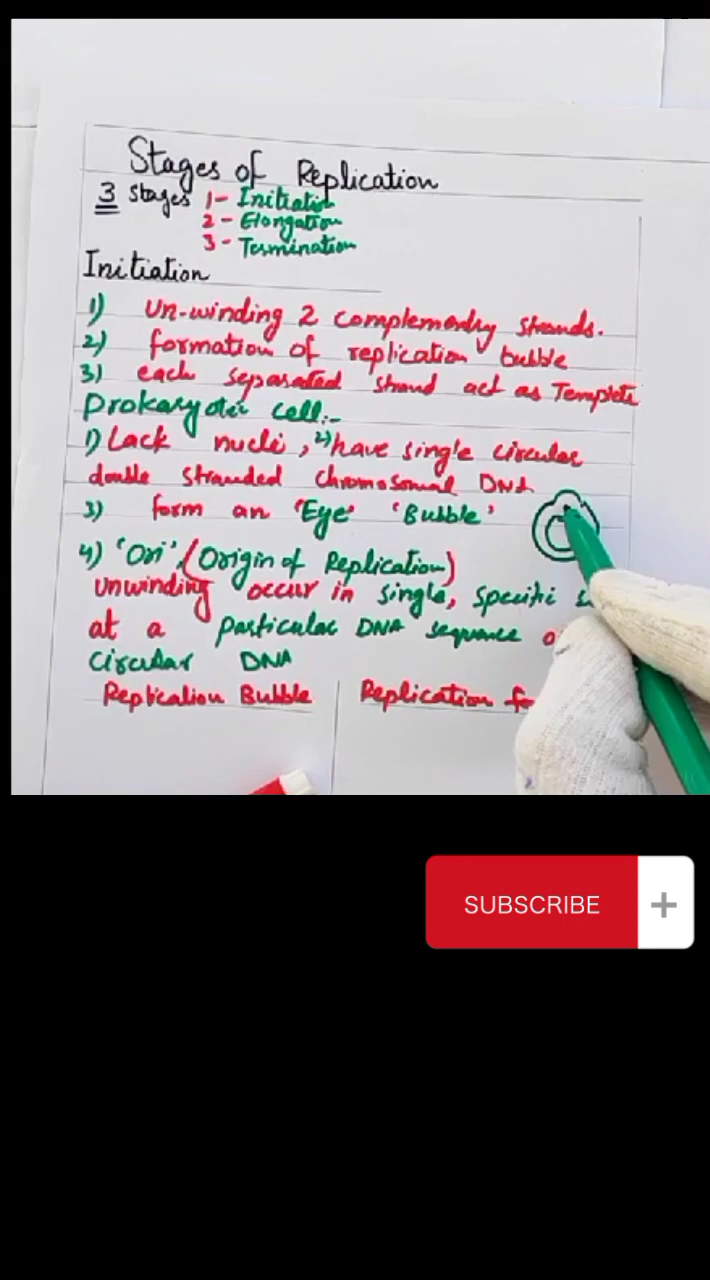 Stages of Replication
3 Stages 1- Initiation
2 - Elongation
3 - Termination
Initiation
1) Un-winding 2 complementry strands.
2) formation of replication bubble
3) each separated strand act as Template
Prokaryotic cell:-
1) Lack nucli, 2) have single circular
double stranded chromosomal DNA
3) form an 'Eye' 'Bubble'
4) 'Ori' (Origin of Replication)
unwinding occur in single, specific
at a particular DNA sequence
circular DNA
Replication Bubble Replication
SUBSCRIBE +